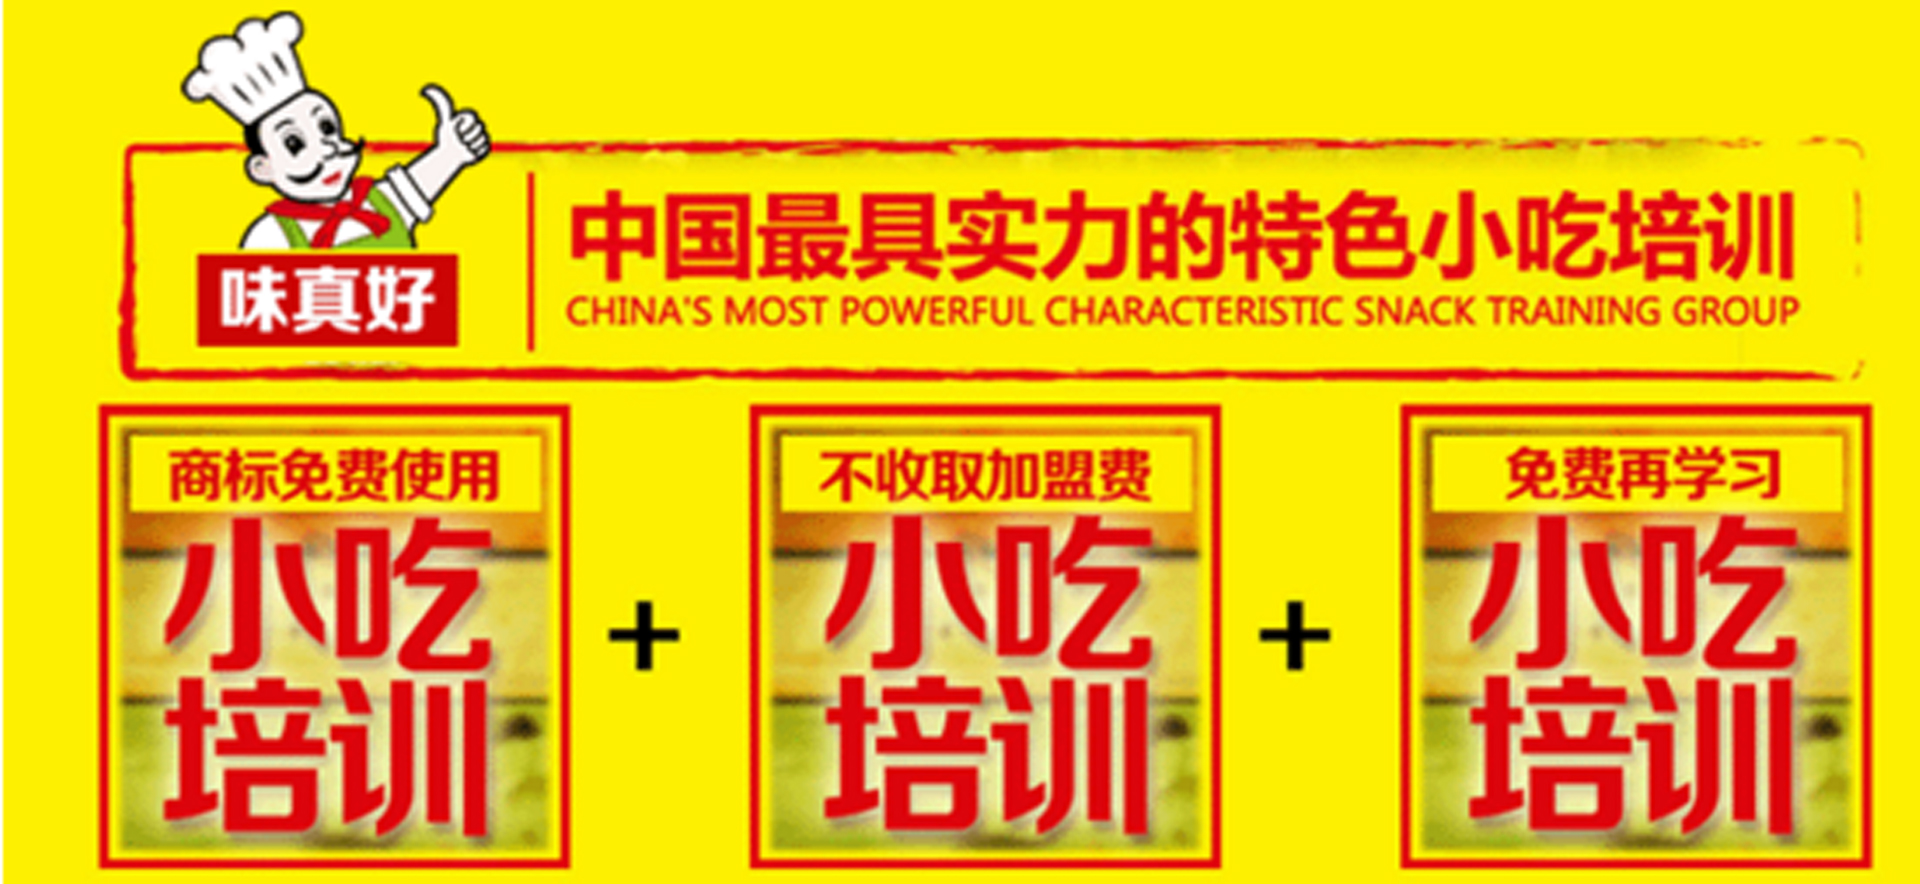 味真好
中国最具实力的特色小吃培训
CHINA'S MOST POWERFUL CHARACTERISTIC SNACK TRAINING GROUP
商标免费使用
小吃
培训
+
不收取加盟费
小吃
培训
+
免费再学习
小吃
培训